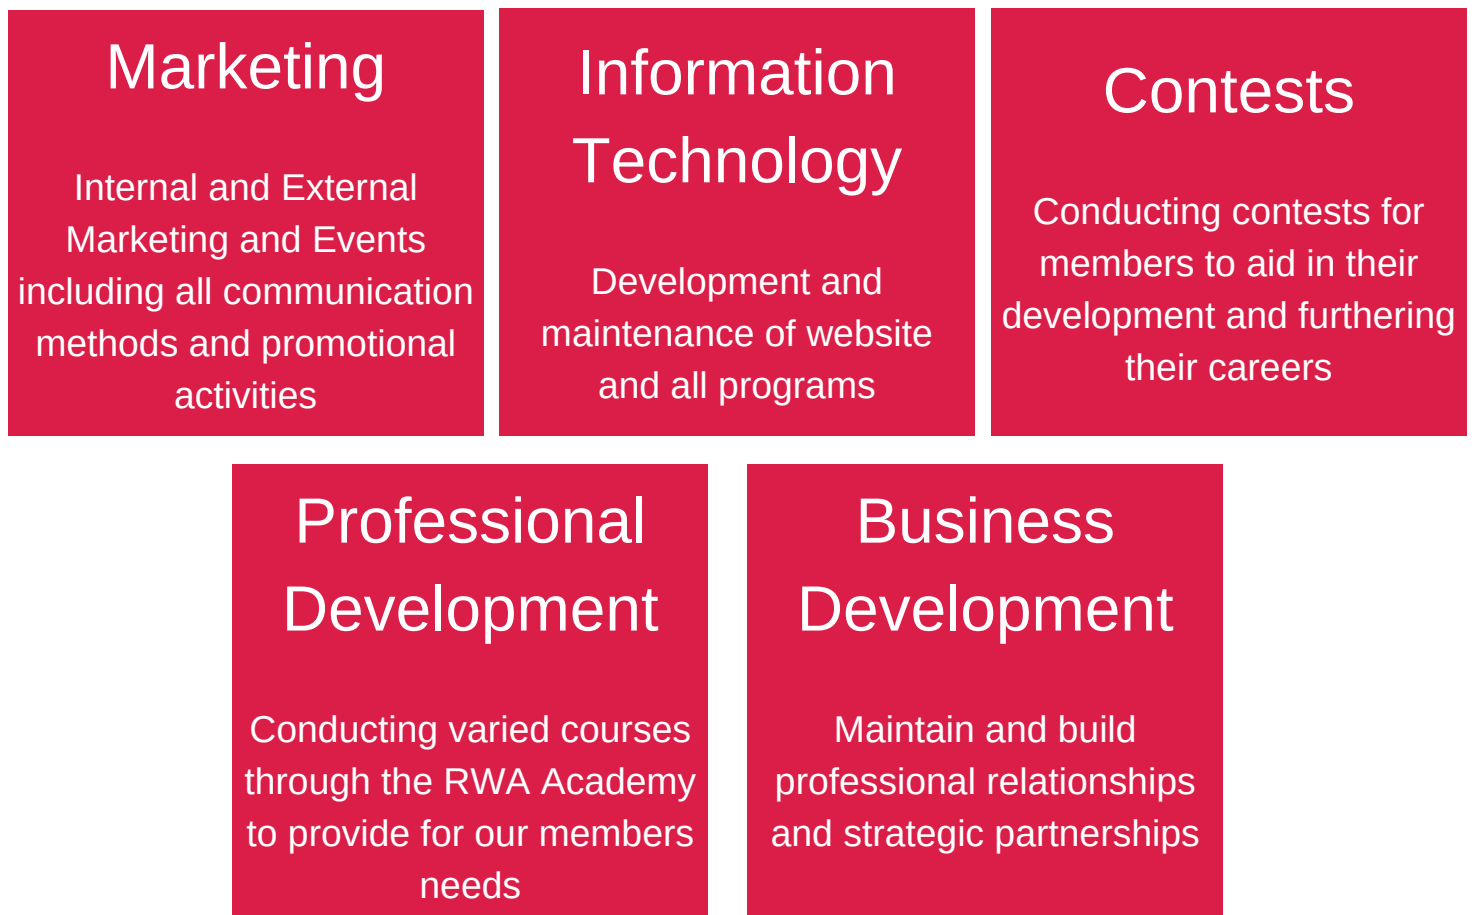 Marketing
Internal and External
Marketing and Events
including all communication
methods and promotional
activities
Information
Technology
Development and
maintenance of website
and all programs
Contests
Conducting contests for
members to aid in their
development and furthering
their careers
Professional
Development
Conducting varied courses
through the RWA Academy
to provide for our members
needs
Business
Development
Maintain and build
professional relationships
and strategic partnerships